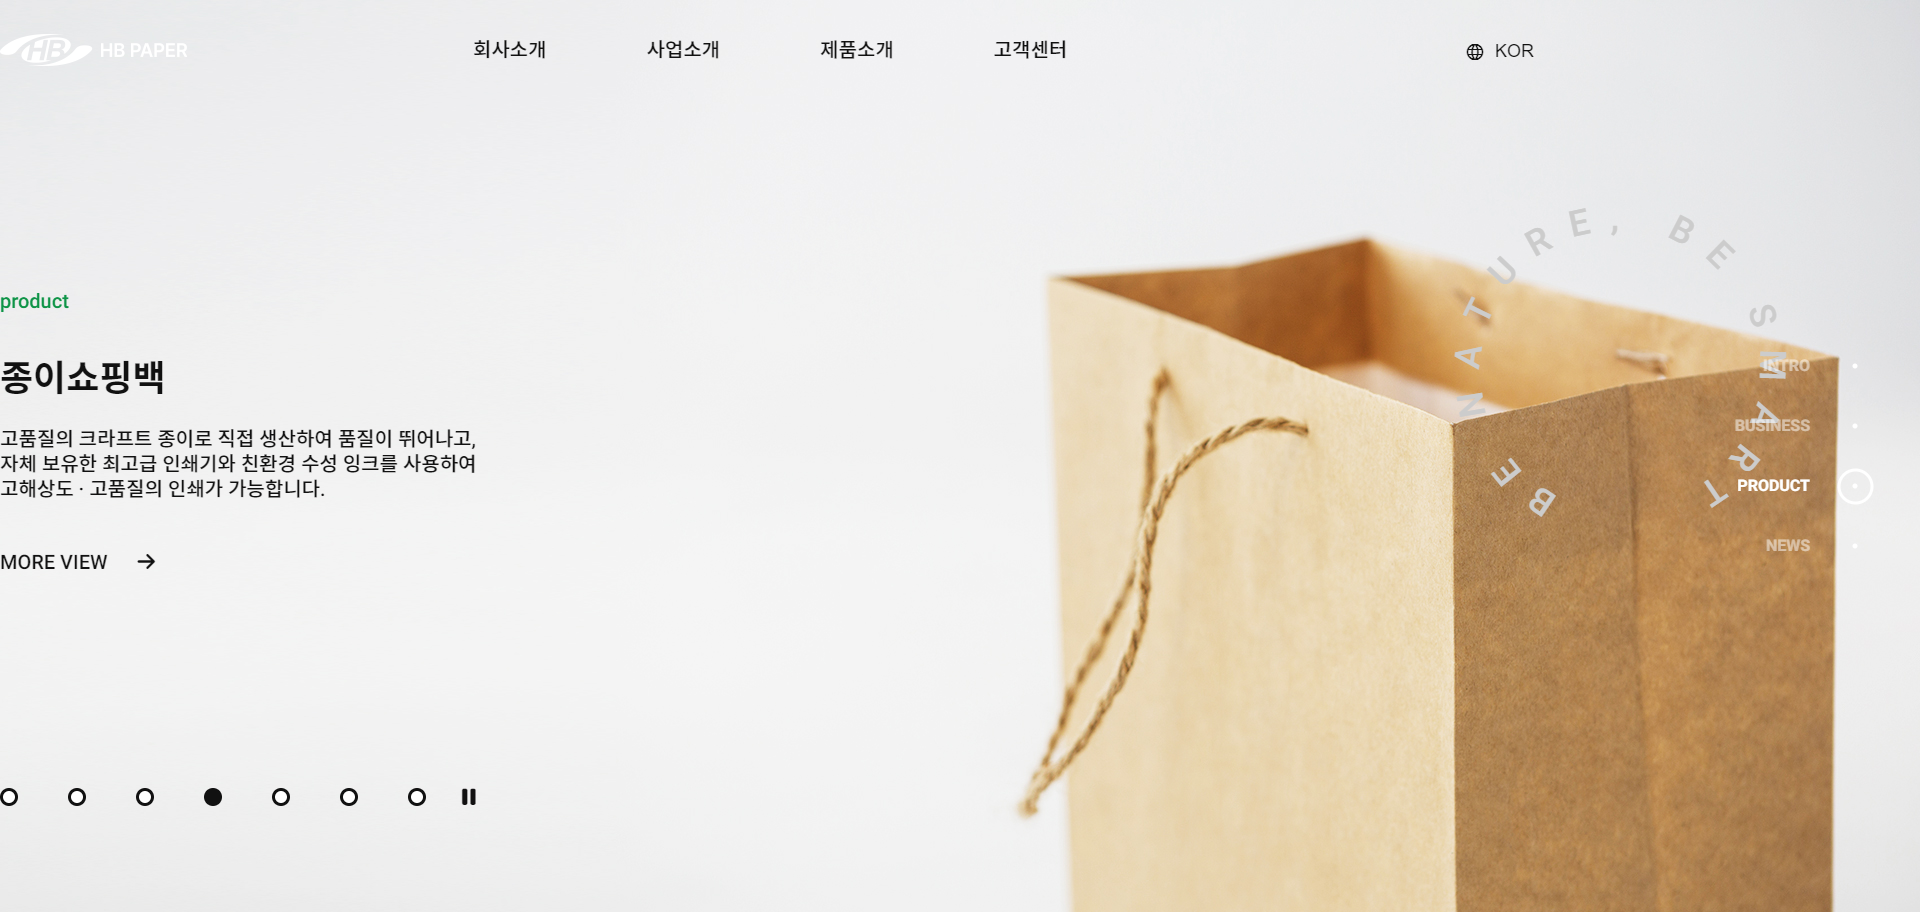 HB HB PAPER
회사소개
사업소개
제품소개
고객센터
KOR
product
종이쇼핑백
고품질의 크라프트 종이로 직접 생산하여 품질이 뛰어나고,
자체 보유한 최고급 인쇄기와 친환경 수성 잉크를 사용하여
고해상도 · 고품질의 인쇄가 가능합니다.
MORE VIEW
BE NATURE, BE SMART
INTRO
BUSINESS
PRODUCT
NEWS